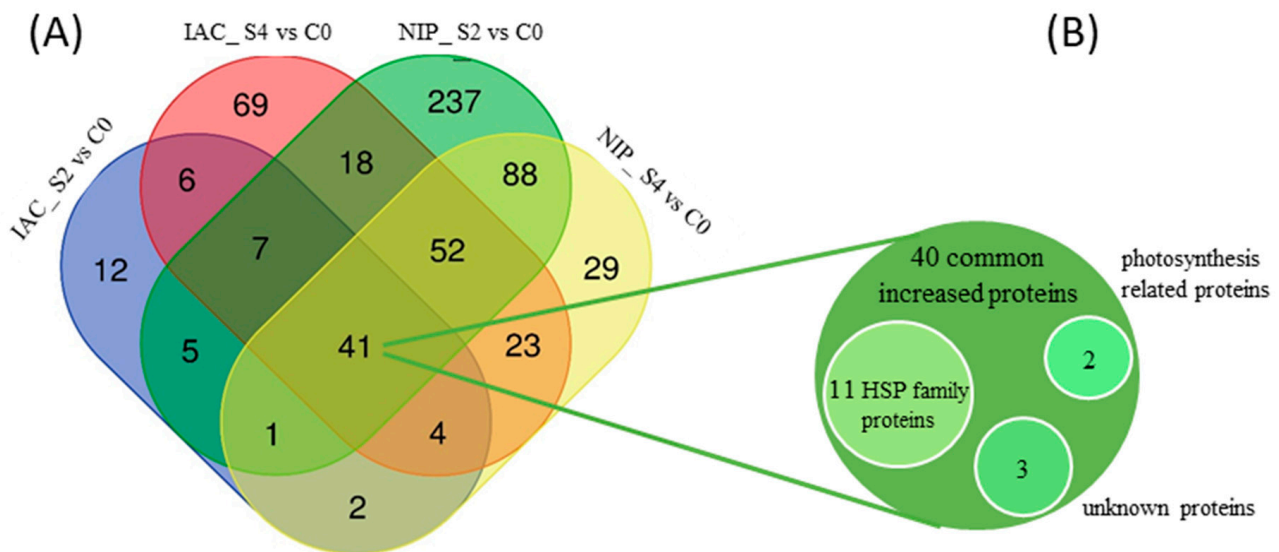 (A)
IAC_ S4 vs C0
NIP_ S2 vs C0
(B)
IAC_ S2 vs C0
NIP_ S4 vs C0
69
237
6
18
88
12
7
52
29
5
41
23
1
4
2
40 common
increased proteins
photosynthesis
related proteins
2
11 HSP family
proteins
3
unknown proteins